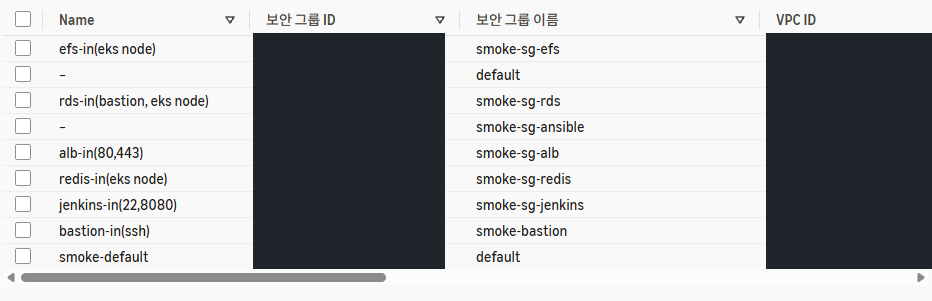 Name 보안 그룹 ID 보안 그룹 이름 VPC ID
efs-in(eks node) smoke-sg-efs
– default
rds-in(bastion, eks node) smoke-sg-rds
– smoke-sg-ansible
alb-in(80,443) smoke-sg-alb
redis-in(eks node) smoke-sg-redis
jenkins-in(22,8080) smoke-sg-jenkins
bastion-in(ssh) smoke-bastion
smoke-default default